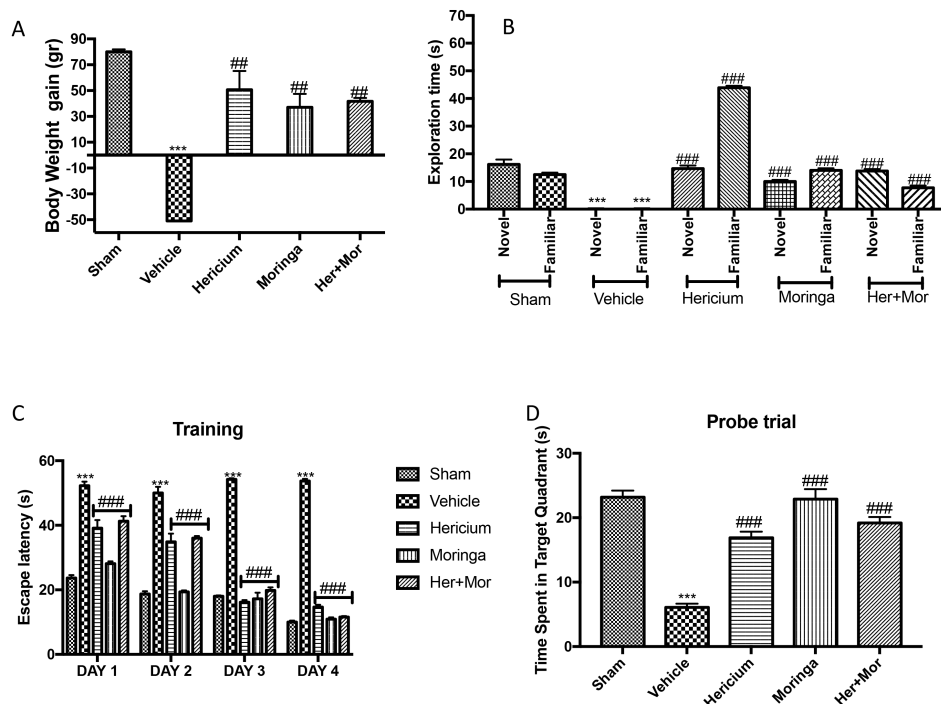 A
Body Weight gain (gr)
90
70
50
30
10
-10
-30
-50
***
##
##
##
Sham
Vehicle
Hericium
Moringa
Her+Mor
B
Exploration time (s)
70
60
50
40
30
20
10
0
***
***
###
###
###
###
###
###
Novel
Familiar
Novel
Familiar
Novel
Familiar
Novel
Familiar
Novel
Familiar
Sham
Vehicle
Hericium
Moringa
Her+Mor
C
Training
Escape latency (s)
60
40
20
0
***
###
***
###
***
###
***
###
DAY 1
DAY 2
DAY 3
DAY 4
Sham
Vehicle
Hericium
Moringa
Her+Mor
D
Probe trial
Time Spent in Target Quadrant (s)
30
20
10
0
***
###
###
###
Sham
Vehicle
Hericium
Moringa
Her+Mor